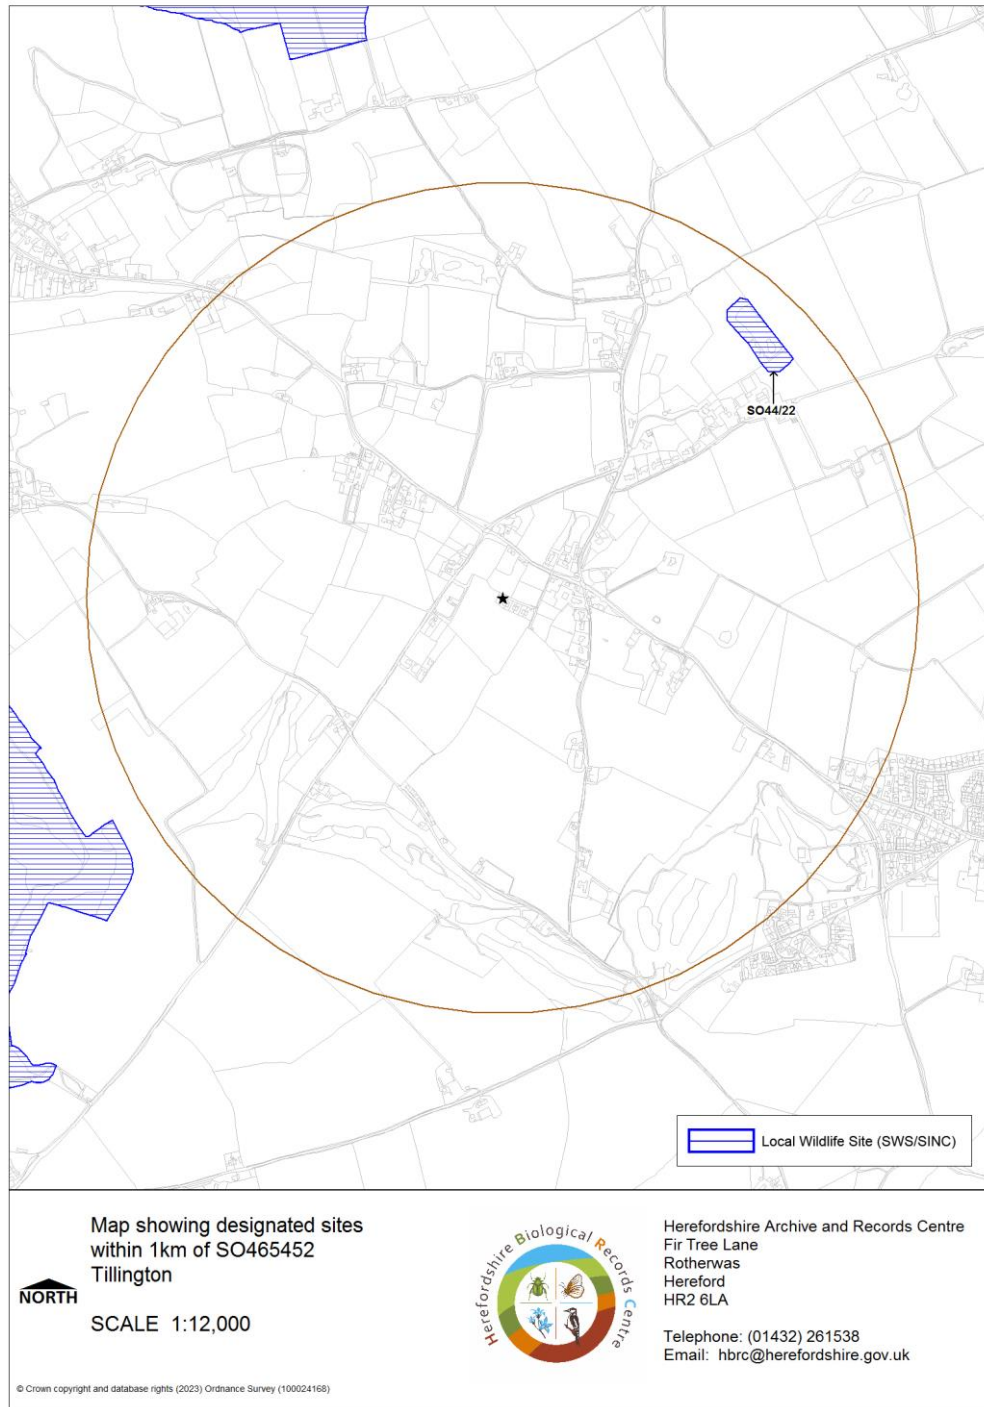 SO44/22
Local Wildlife Site (SWS/SINC)
Map showing designated sites
within 1km of SO465452
Tillington
SCALE 1:12,000
NORTH
Herefordshire Biological Records Centre
Herefordshire Archive and Records Centre
Fir Tree Lane
Rotherwas
Hereford
HR2 6LA
Telephone: (01432) 261538
Email: hbrc@herefordshire.gov.uk
© Crown copyright and database rights (2023) Ordnance Survey (100024168)